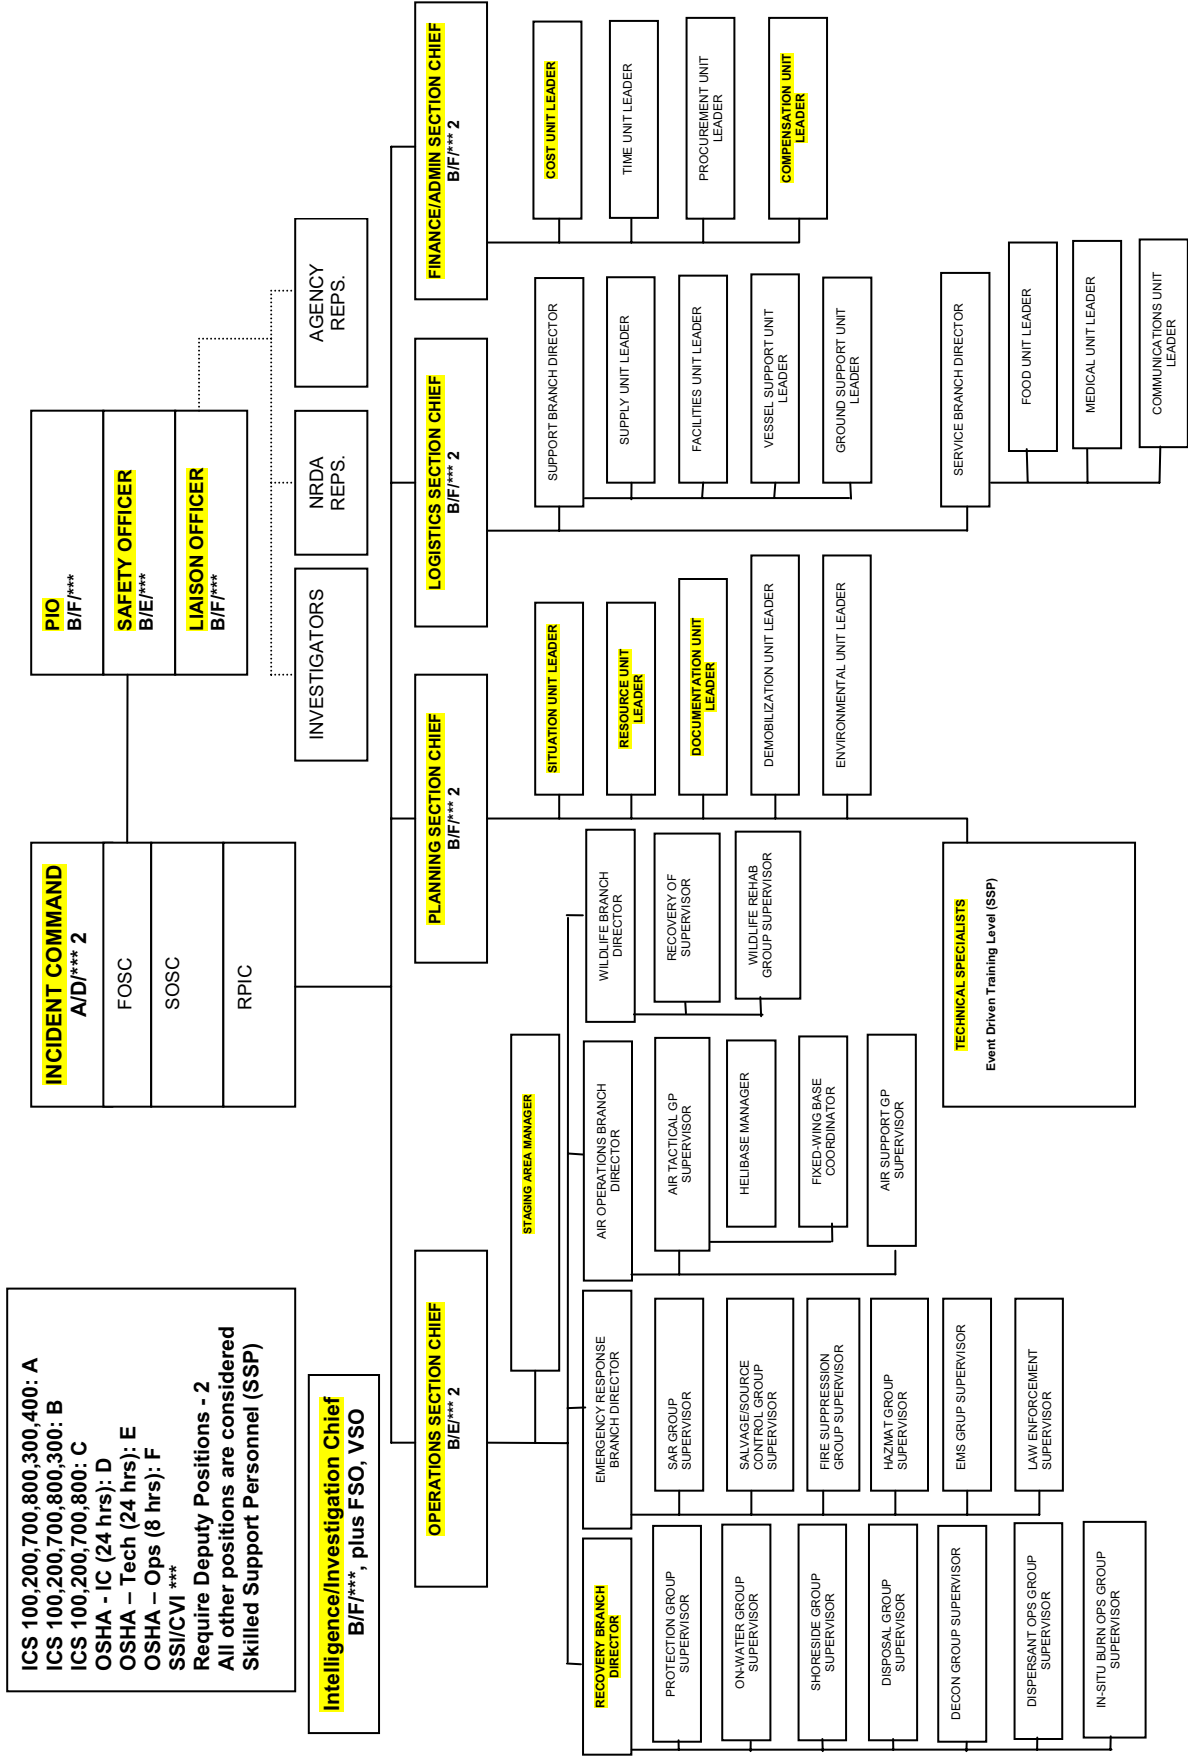 ICS 100,200,700,800,300,400: A
ICS 100,200,700,800,300: B
ICS 100,200,700,800: C
OSHA - IC (24 hrs): D
OSHA – Tech (24 hrs): E
OSHA – Ops (8 hrs): F
SSI/CVI ***
Require Deputy Positions - 2
All other positions are considered
Skilled Support Personnel (SSP)
Intelligence/Investigation Chief
B/F/***, plus FSO, VSO
INCIDENT COMMAND
A/D/*** 2
FOSC
SOSC
RPIC
PIO
B/F/***
SAFETY OFFICER
B/E/***
LIAISON OFFICER
B/F/***
INVESTIGATORS
NRDA
REPS.
AGENCY
REPS.
OPERATIONS SECTION CHIEF
B/E/*** 2
STAGING AREA MANAGER
RECOVERY BRANCH
DIRECTOR
PROTECTION GROUP
SUPERVISOR
ON-WATER GROUP
SUPERVISOR
SHORESIDE GROUP
SUPERVISOR
DISPOSAL GROUP
SUPERVISOR
DECON GROUP SUPERVISOR
DISPERSANT OPS GROUP
SUPERVISOR
IN-SITU BURN OPS GROUP
SUPERVISOR
EMERGENCY RESPONSE
BRANCH DIRECTOR
SAR GROUP
SUPERVISOR
SALVAGE/SOURCE
CONTROL GROUP
SUPERVISOR
FIRE SUPPRESSION
GROUP SUPERVISOR
HAZMAT GROUP
SUPERVISOR
EMS GRUP SUPERVISOR
LAW ENFORCEMENT
SUPERVISOR
AIR OPERATIONS BRANCH
DIRECTOR
AIR TACTICAL GP
SUPERVISOR
HELIBASE MANAGER
FIXED-WING BASE
COORDINATOR
AIR SUPPORT GP
SUPERVISOR
WILDLIFE BRANCH
DIRECTOR
RECOVERY OF
SUPERVISOR
WILDLIFE REHAB
GROUP SUPERVISOR
PLANNING SECTION CHIEF
B/F/*** 2
SITUATION UNIT LEADER
RESOURCE UNIT
LEADER
DOCUMENTATION UNIT
LEADER
DEMOBILIZATION UNIT LEADER
ENVIRONMENTAL UNIT LEADER
TECHNICAL SPECIALISTS
Event Driven Training Level (SSP)
LOGISTICS SECTION CHIEF
B/F/*** 2
SUPPORT BRANCH DIRECTOR
SUPPLY UNIT LEADER
FACILITIES UNIT LEADER
VESSEL SUPPORT UNIT
LEADER
GROUND SUPPORT UNIT
LEADER
SERVICE BRANCH DIRECTOR
FOOD UNIT LEADER
MEDICAL UNIT LEADER
COMMUNICATIONS UNIT
LEADER
FINANCE/ADMIN SECTION CHIEF
B/F/*** 2
COST UNIT LEADER
TIME UNIT LEADER
PROCUREMENT UNIT
LEADER
COMPENSATION UNIT
LEADER